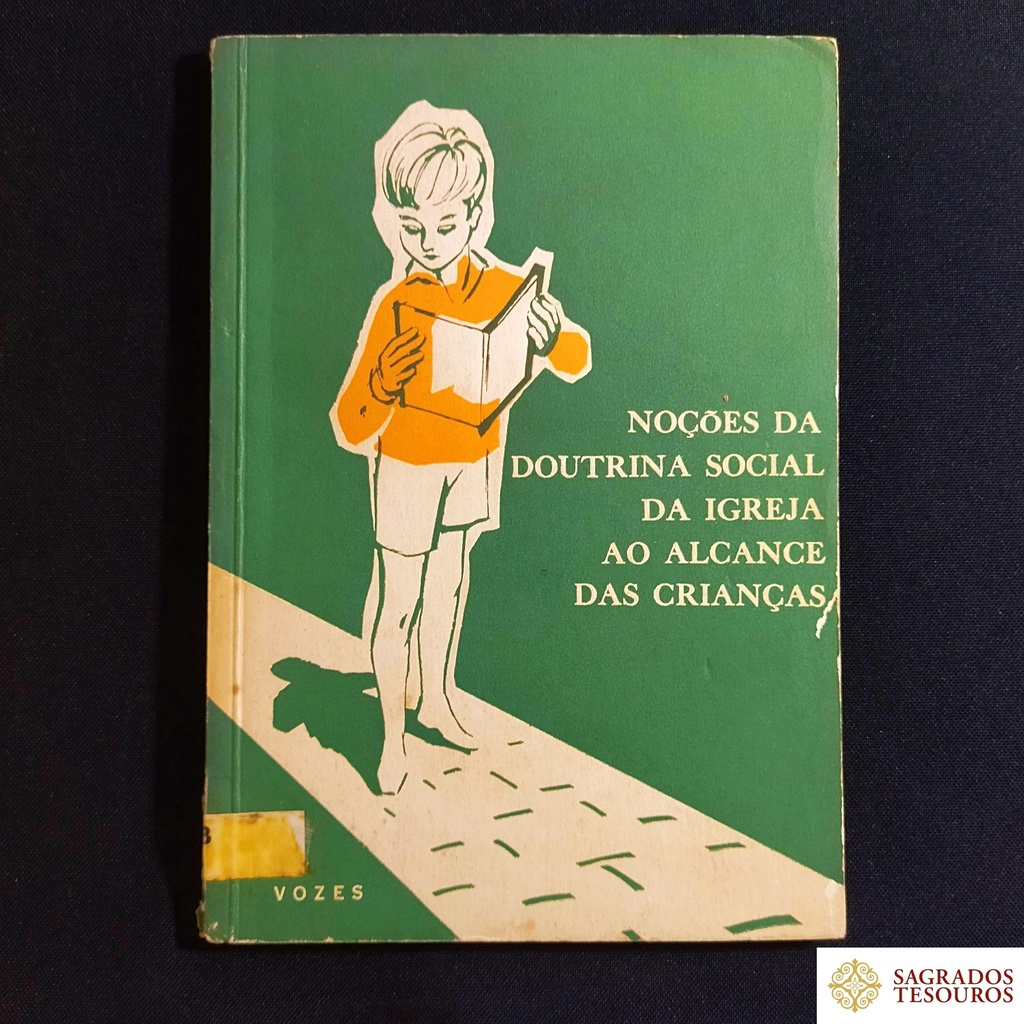 NOÇÕES DA
DOUTRINA SOCIAL
DA IGREJA
AO ALCANCE
DAS CRIANÇAS
VOZES
SAGRADOS
TESOUROS